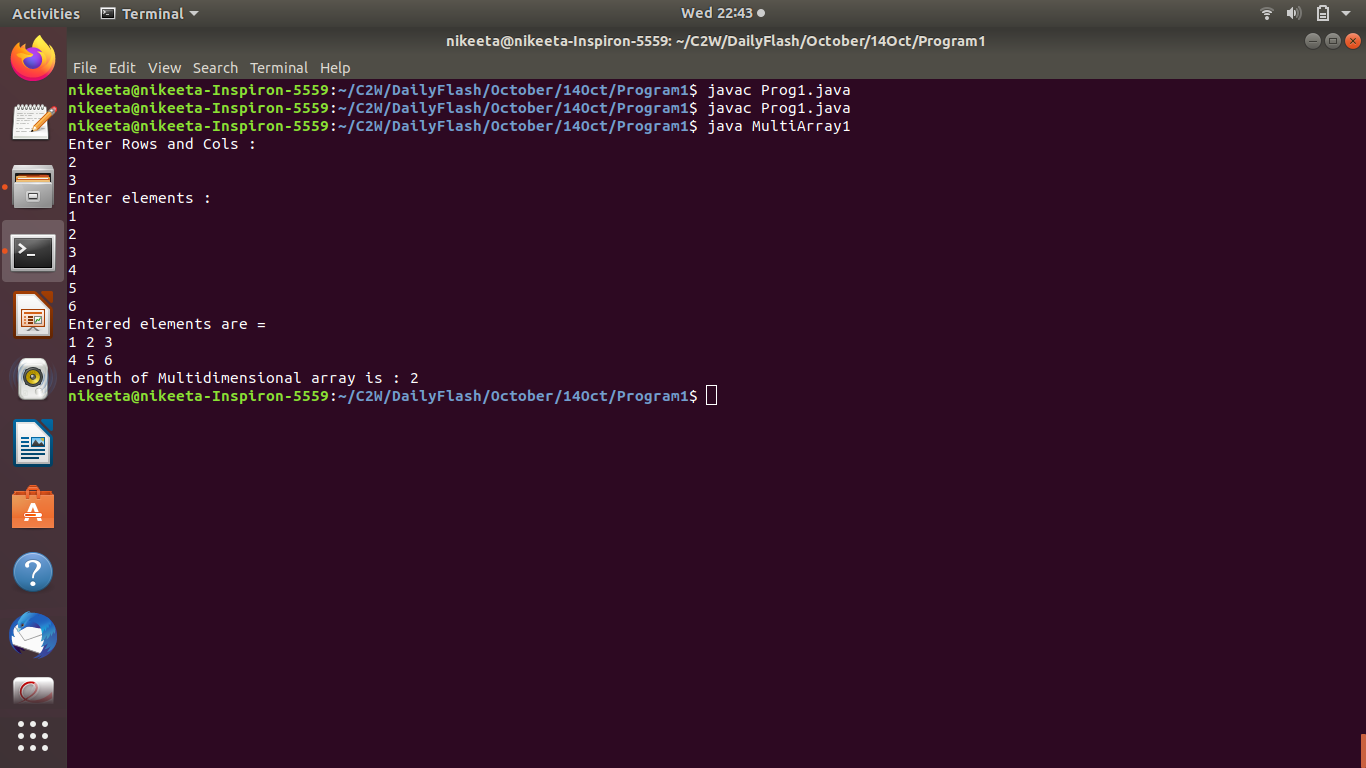 Activities Terminal Wed 22:43
nikeeta@nikeeta-Inspiron-5559: ~/C2W/DailyFlash/October/14Oct/Program1
File Edit View Search Terminal Help
nikeeta@nikeeta-Inspiron-5559:~/C2W/DailyFlash/October/14Oct/Program1$ javac Prog1.java
nikeeta@nikeeta-Inspiron-5559:~/C2W/DailyFlash/October/14Oct/Program1$ javac Prog1.java
nikeeta@nikeeta-Inspiron-5559:~/C2W/DailyFlash/October/14Oct/Program1$ java MultiArray1
Enter Rows and Cols :
2
3
Enter elements :
1
2
3
4
5
6
Entered elements are =
1 2 3
4 5 6
Length of Multidimensional array is : 2
nikeeta@nikeeta-Inspiron-5559:~/C2W/DailyFlash/October/14Oct/Program1$